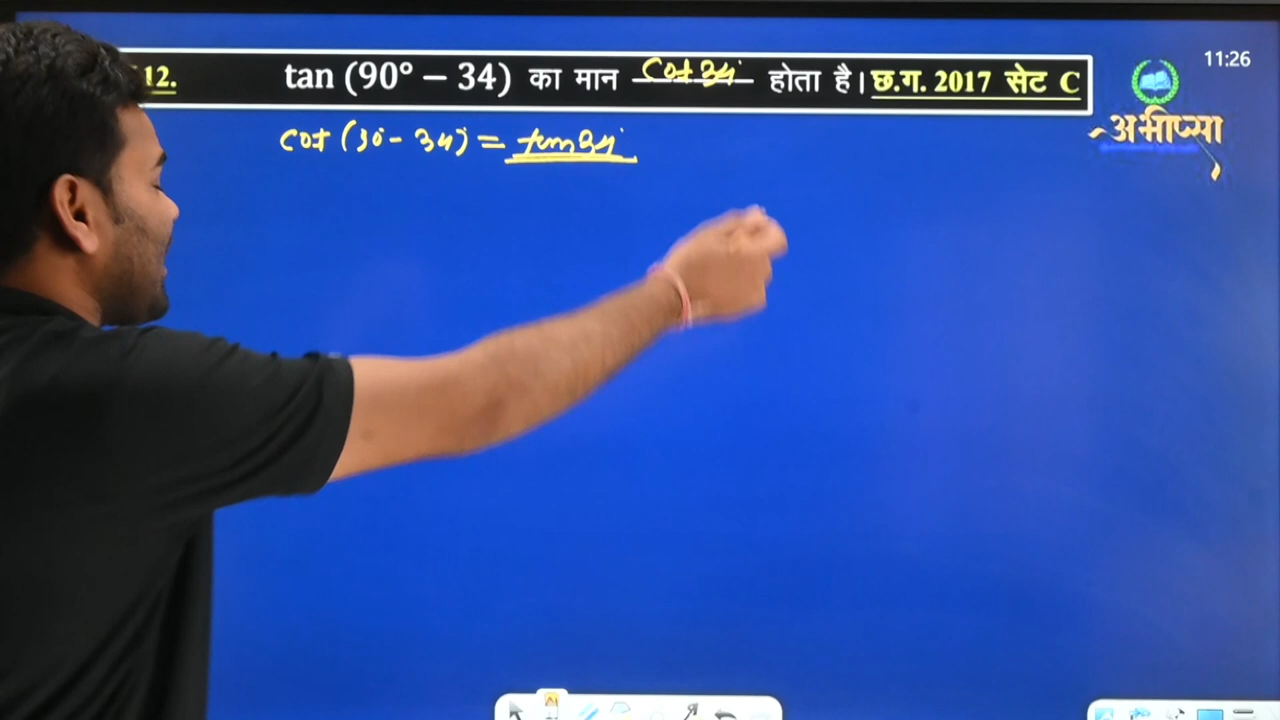 12. tan (90° – 34) का मान cot 34° होता है। छ.ग. 2017 सेट C
11:26
अभीप्सा
cot (90° - 34°) = tan 34°